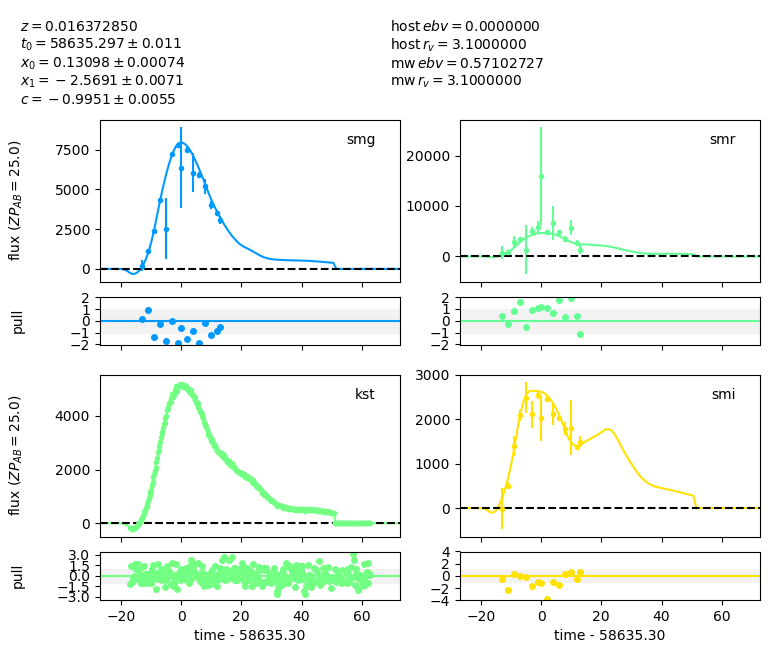 z = 0.016372850
t₀ = 58635.297 ± 0.011
x₀ = 0.13098 ± 0.00074
x₁ = −2.5691 ± 0.0071
c = −0.9951 ± 0.0055
host ebv = 0.0000000
host r_v = 3.1000000
mw ebv = 0.57102727
mw r_v = 3.1000000
flux (ZP_AB = 25.0)
7500
5000
2500
0
smg
20000
10000
0
smr
pull
2
1
0
−1
−2
2
1
0
−1
−2
flux (ZP_AB = 25.0)
4000
2000
0
kst
3000
2000
1000
0
smi
pull
3.0
1.5
0.0
−1.5
−3.0
−20 0 20 40 60
time - 58635.30
4
2
0
−2
−4
−20 0 20 40 60
time - 58635.30